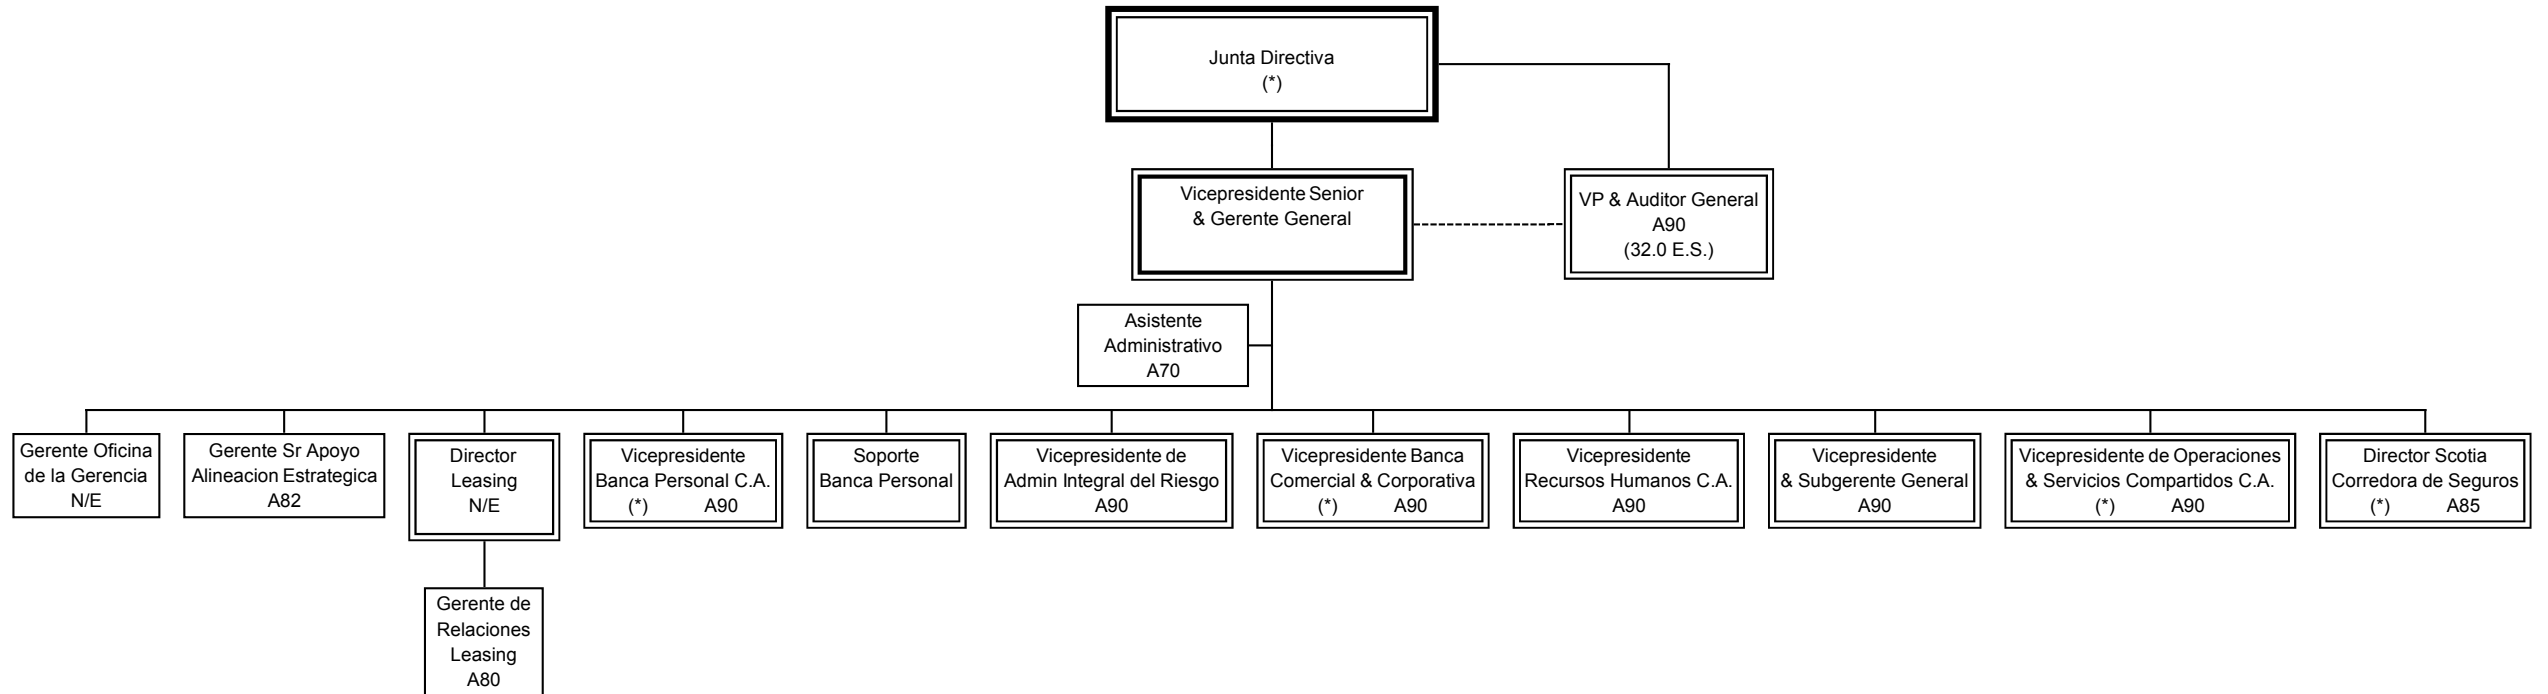 Junta Directiva
(*)
Vicepresidente Senior
& Gerente General
VP & Auditor General
A90
(32.0 E.S.)
Asistente
Administrativo
A70
Gerente Oficina
de la Gerencia
N/E
Gerente Sr Apoyo
Alineacion Estrategica
A82
Director
Leasing
N/E
Vicepresidente
Banca Personal C.A.
(*) A90
Soporte
Banca Personal
Vicepresidente de
Admin Integral del Riesgo
A90
Vicepresidente Banca
Comercial & Corporativa
(*) A90
Vicepresidente
Recursos Humanos C.A.
A90
Vicepresidente
& Subgerente General
A90
Vicepresidente de Operaciones
& Servicios Compartidos C.A.
(*) A90
Director Scotia
Corredora de Seguros
(*) A85
Gerente de
Relaciones
Leasing
A80